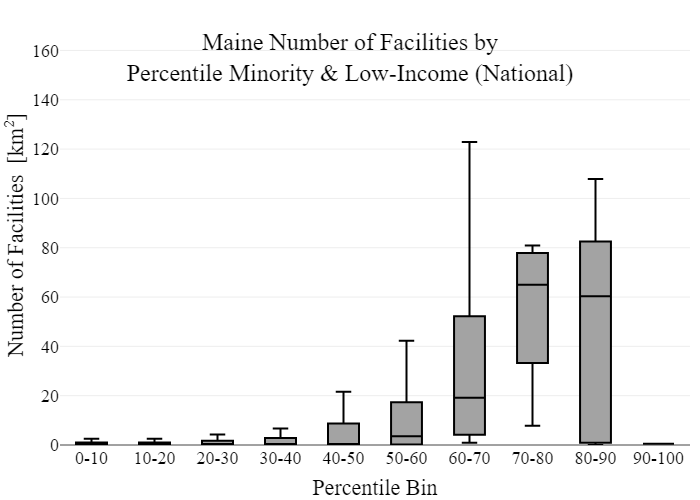 Maine Number of Facilities by
Percentile Minority & Low-Income (National)
Number of Facilities [km²]
160
140
120
100
80
60
40
20
0
0-10 10-20 20-30 30-40 40-50 50-60 60-70 70-80 80-90 90-100
Percentile Bin